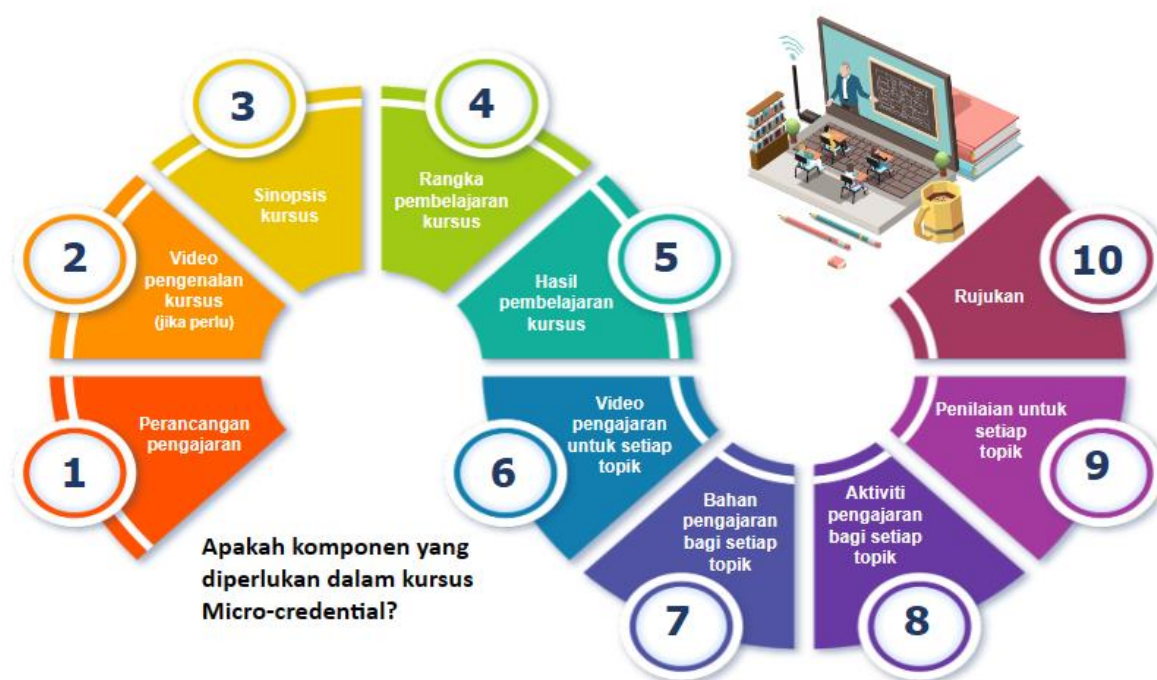 1
Perancangan
pengajaran
2
Video
pengenalan
kursus
(jika perlu)
3
Sinopsis
kursus
4
Rangka
pembelajaran
kursus
5
Hasil
pembelajaran
kursus
6
Video
pengajaran
untuk setiap
topik
7
Bahan
pengajaran
bagi setiap
topik
8
Aktiviti
pengajaran
bagi setiap
topik
9
Penilaian untuk
setiap
topik
10
Rujukan
Apakah komponen yang
diperlukan dalam kursus
Micro-credential?